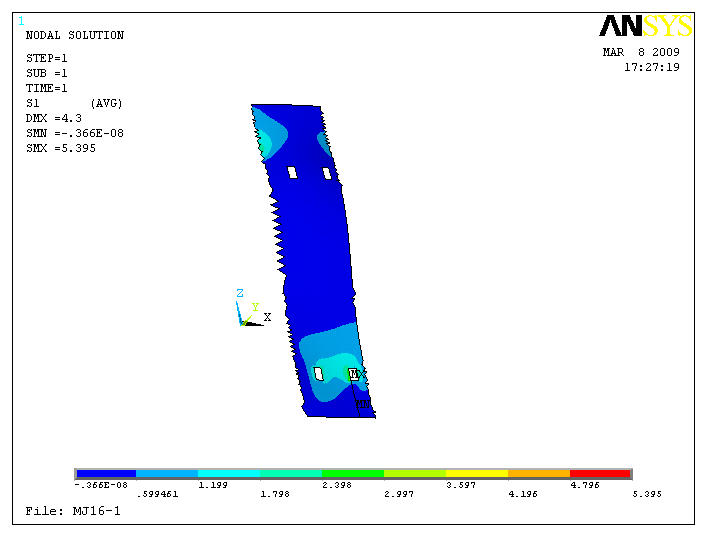 1
NODAL SOLUTION
ANSYS
MAR 8 2009
17:27:19
STEP=1
SUB =1
TIME=1
S1 (AVG)
DMX =4.3
SMN =-.366E-08
SMX =5.395
Z
Y
X
MX
-.366E-08 1.199 2.398 3.597 4.796
.599461 1.798 2.997 4.196 5.395
File: MJ16-1